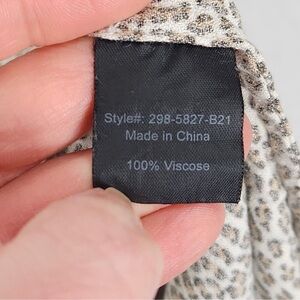 Style#: 298-5827-B21
Made in China
100% Viscose